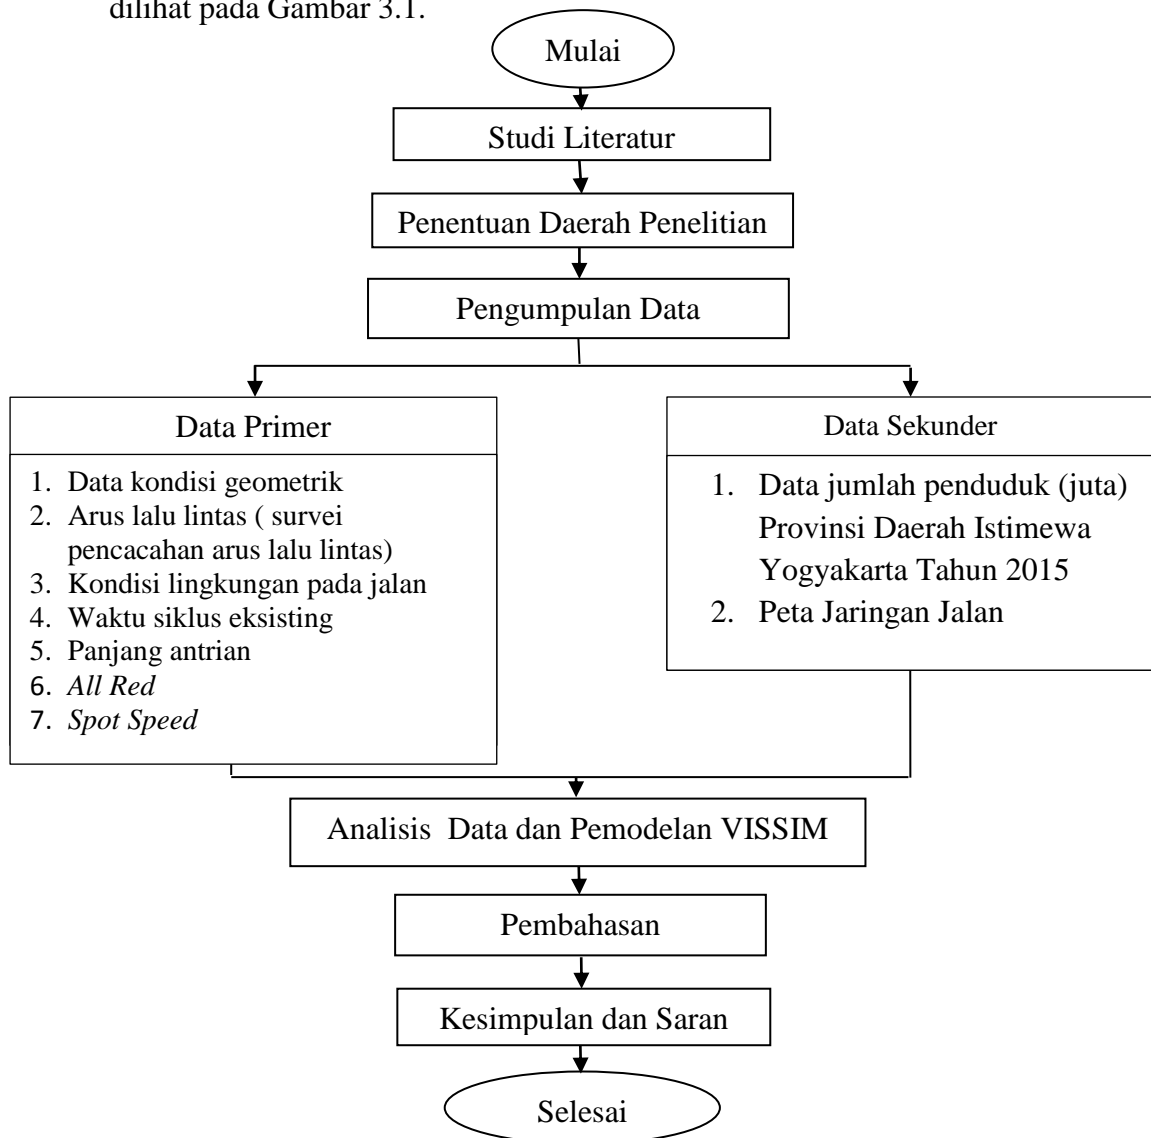 dilihat pada Gambar 3.1.
Mulai
Studi Literatur
Penentuan Daerah Penelitian
Pengumpulan Data
Data Primer
1. Data kondisi geometrik
2. Arus lalu lintas ( survei
pencacahan arus lalu lintas)
3. Kondisi lingkungan pada jalan
4. Waktu siklus eksisting
5. Panjang antrian
6. All Red
7. Spot Speed
Data Sekunder
1. Data jumlah penduduk (juta)
Provinsi Daerah Istimewa
Yogyakarta Tahun 2015
2. Peta Jaringan Jalan
Analisis Data dan Pemodelan VISSIM
Pembahasan
Kesimpulan dan Saran
Selesai